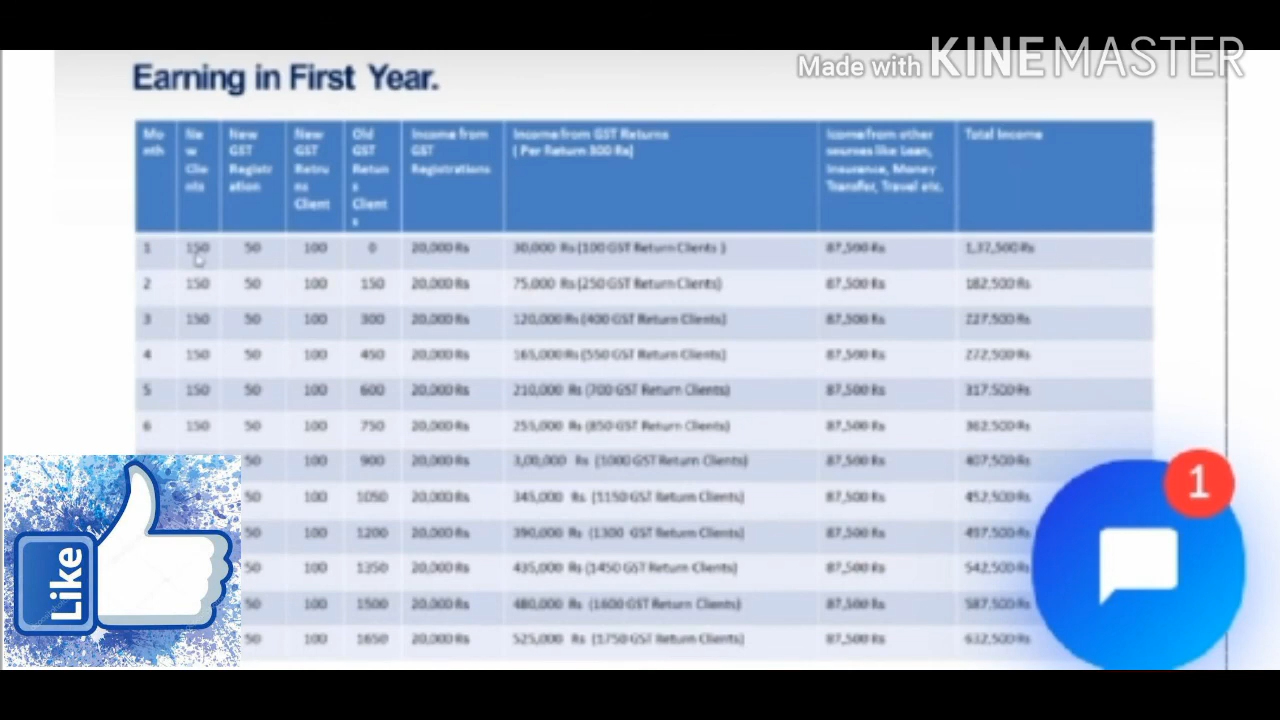 Made with KINEMASTER
Earning in First Year.
Mo
nth
Ne
w
Clie
nts
New
GST
Registr
ation
New
GST
Retru
ns
Client
Old
GST
Retun
s
Client
s
Income from
GST
Registrations
Income from GST Returns
( Per Return 300 Rs)
Icome from other
sources like Loan,
Insurance, Money
Transfer, Travel etc.
Total Income
1 150 50 100 0 20,000 Rs 30,000 Rs (100 GST Return Clients ) 87,500 Rs 1,37,500 Rs
2 150 50 100 150 20,000 Rs 75,000 Rs (250 GST Return Clients) 87,500 Rs 182,500 Rs
3 150 50 100 300 20,000 Rs 120,000 Rs (400 GST Return Clients) 87,500 Rs 227,500 Rs
4 150 50 100 450 20,000 Rs 165,000 Rs (550 GST Return Clients) 87,500 Rs 272,500 Rs
5 150 50 100 600 20,000 Rs 210,000 Rs (700 GST Return Clients) 87,500 Rs 317,500 Rs
6 150 50 100 750 20,000 Rs 255,000 Rs (850 GST Return Clients) 87,500 Rs 362,500 Rs
50 100 900 20,000 Rs 3,00,000 Rs (1000 GST Return Clients) 87,500 Rs 407,500 Rs
50 100 1050 20,000 Rs 345,000 Rs (1150 GST Return Clients) 87,500 Rs 452,500 Rs
50 100 1200 20,000 Rs 390,000 Rs (1300 GST Return Clients) 87,500 Rs 497,500 Rs
50 100 1350 20,000 Rs 435,000 Rs (1450 GST Return Clients) 87,500 Rs 542,500 Rs
50 100 1500 20,000 Rs 480,000 Rs (1600 GST Return Clients) 87,500 Rs 587,500 Rs
50 100 1650 20,000 Rs 525,000 Rs (1750 GST Return Clients) 87,500 Rs 632,500 Rs
Like
1